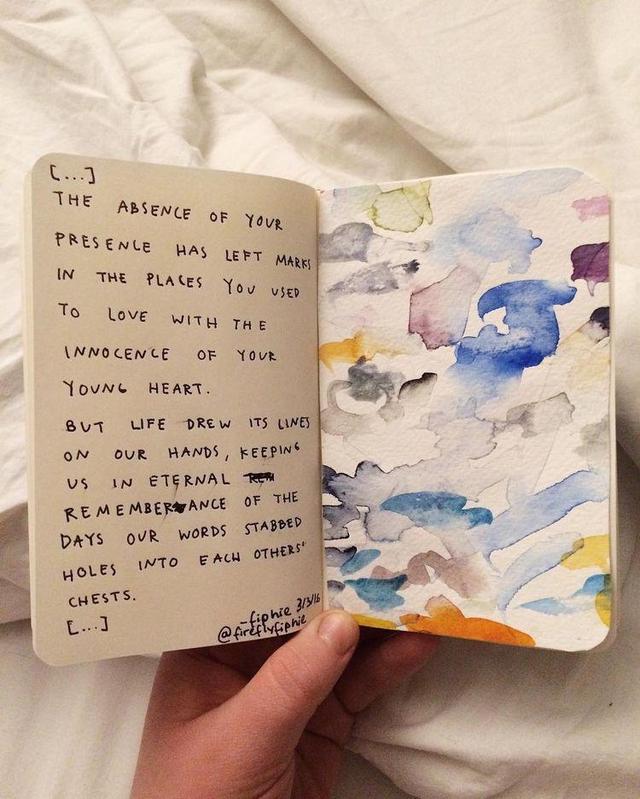 [...]
THE ABSENCE OF YOUR
PRESENCE HAS LEFT MARKS
IN THE PLACES YOU USED
TO LOVE WITH THE
INNOCENCE OF YOUR
YOUNG HEART.
BUT LIFE DREW ITS LINES
ON OUR HANDS, KEEPING
US IN ETERNAL
REMEMBERANCE OF THE
DAYS OUR WORDS STABBED
HOLES INTO EACH OTHERS'
CHESTS.
[...]
-fiphie 3/3/16
@fireflyfiphie